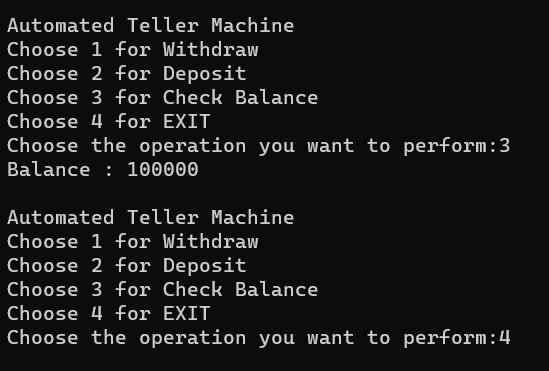 Automated Teller Machine
Choose 1 for Withdraw
Choose 2 for Deposit
Choose 3 for Check Balance
Choose 4 for EXIT
Choose the operation you want to perform:3
Balance : 100000

Automated Teller Machine
Choose 1 for Withdraw
Choose 2 for Deposit
Choose 3 for Check Balance
Choose 4 for EXIT
Choose the operation you want to perform:4